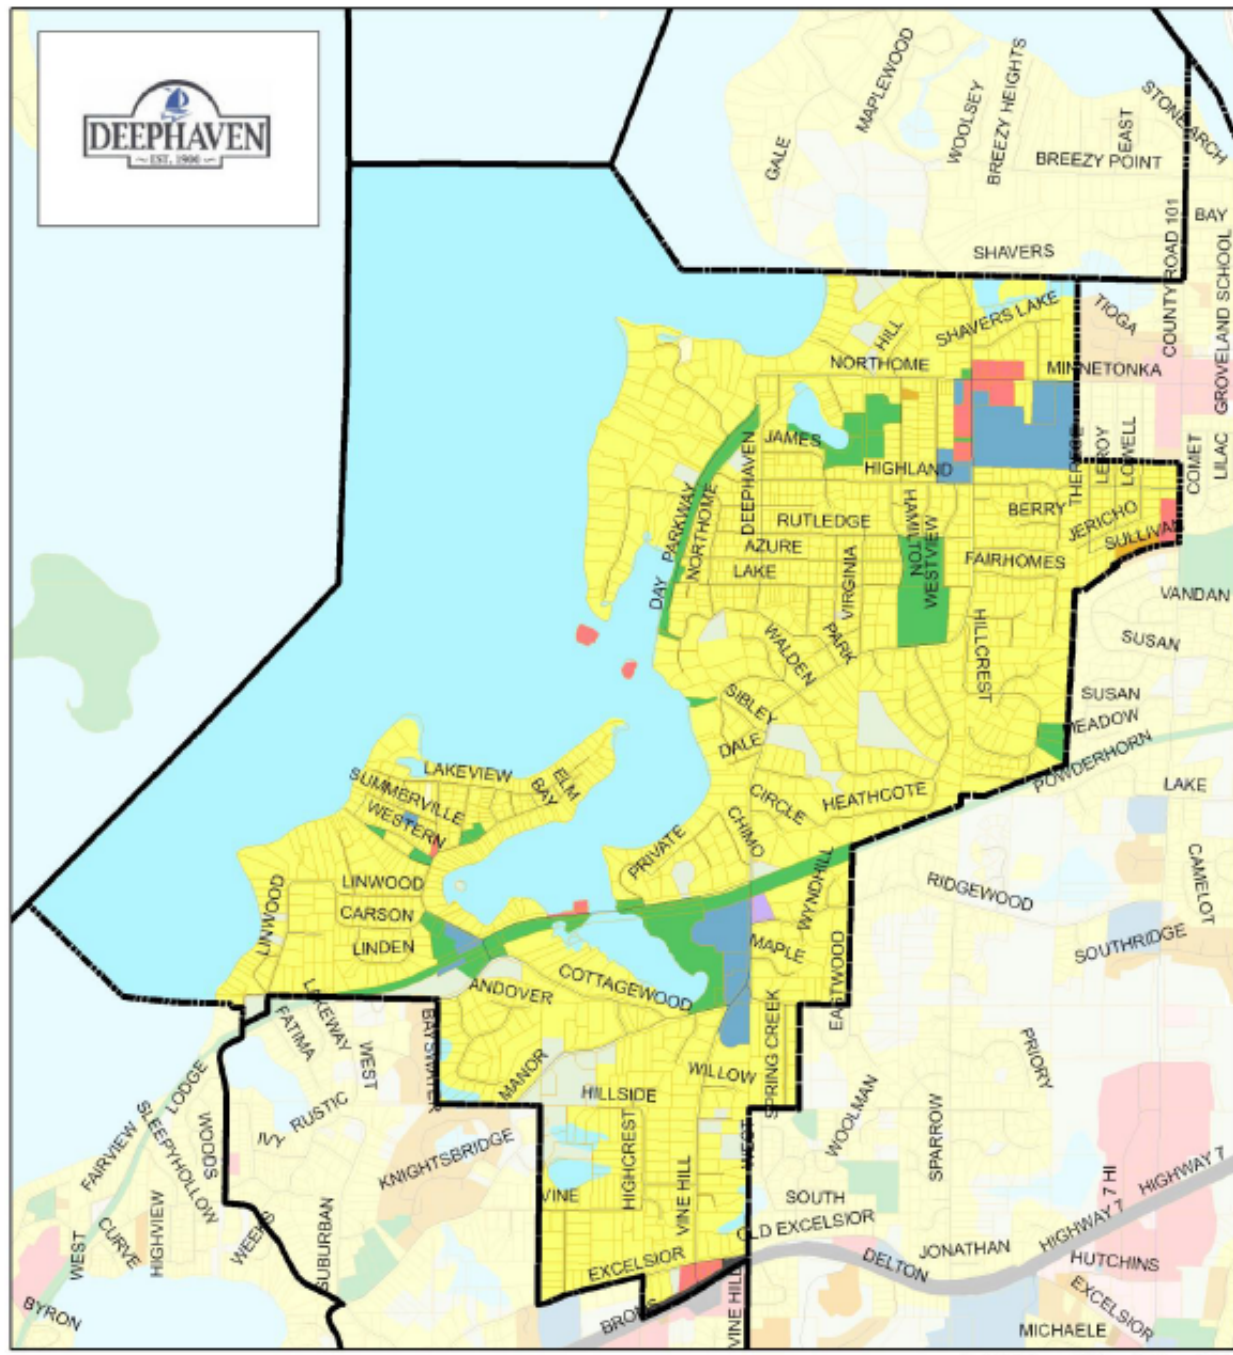 DEEPHAVEN
EST. 1900
MAPLEWOOD
WOOLSEY
BREEZY HEIGHTS
EAST
STONE ARCH
GALE
BREEZY POINT
BAY
SHAVERS
COUNTY ROAD 101
GROVELAND SCHOOL
TIOGA
SHAVERS LAKE
HILL
NORTHOME
MINNETONKA
JAMES
DEEPHAVEN
HIGHLAND
THERESE
LEROY
LOWELL
COMET
LILAC
PARKWAY
NORTHOME
DAY
RUTLEDGE
HAMILTON
WESTVIEW
BERRY
JERICHO
SULLIVAN
AZURE
LAKE
VIRGINIA
FAIRHOMES
VANDAN
SUSAN
WALDEN
PARK
HILLCREST
SUSAN
MEADOW
POWDERHORN
SIBLEY
DALE
LAKE
LAKEVIEW
ELM
BAY
SUMMERVILLE
WESTERN
CIRCLE
HEATHCOTE
CHIMO
PRIVATE
WYNDHILL
CAMELOT
LINWOOD
LINWOOD
CARSON
LINDEN
RIDGEWOOD
SOUTHRIDGE
MAPLE
EASTWOOD
COTTAGEWOOD
ANDOVER
LAKEWAY
FATIMA
WEST
BAYSWATER
MANOR
HILLSIDE
WILLOW
SPRING CREEK
PRIORY
LODGE
SLEEPYHOLLOW
WOODS
FAIRVIEW
IVY
RUSTIC
KNIGHTSBRIDGE
HIGHCREST
VINE HILL
VINE
WEST
WOOLMAN
SPARROW
SOUTH
OLD EXCELSIOR
HIGHWAY 7
HIGHWAY 7
7 HI
WEST
CURVE
HIGHVIEW
WEEKS
SUBURBAN
EXCELSIOR
DELTON
JONATHAN
HUTCHINS
EXCELSIOR
BYRON
VINE HILL
MICHAELE